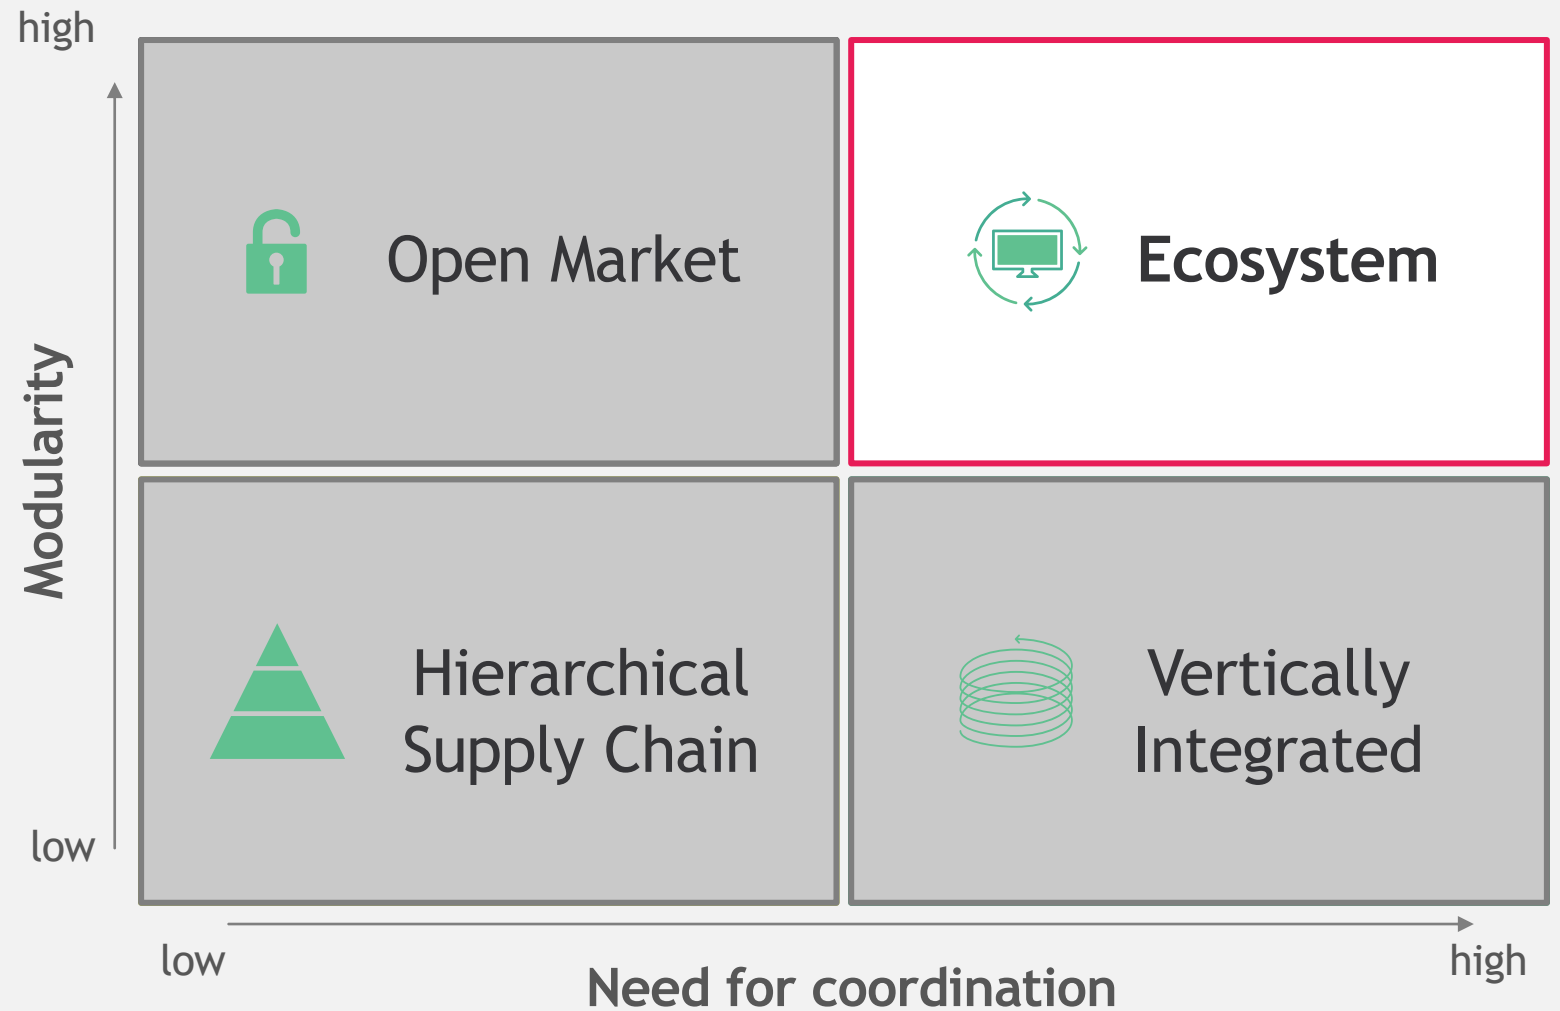 high
Open Market
Ecosystem
Modularity
Hierarchical
Supply Chain
Vertically
Integrated
low
low
high
Need for coordination